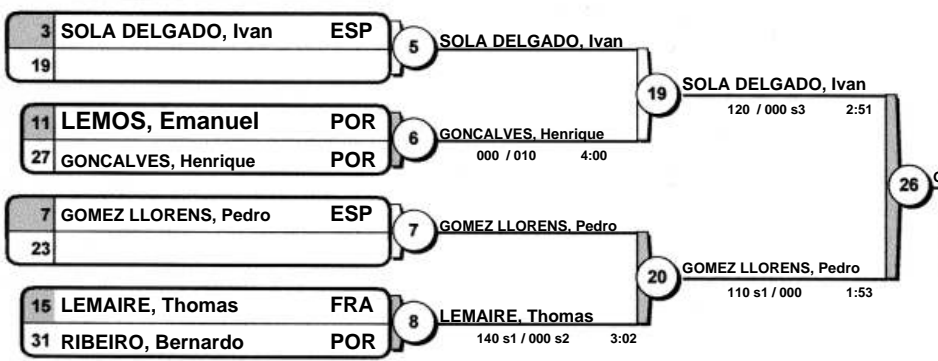 3 SOLA DELGADO, Ivan ESP
19
5
SOLA DELGADO, Ivan
11 LEMOS, Emanuel POR
27 GONCALVES, Henrique POR
6
GONCALVES, Henrique
000 / 010 4:00
19
SOLA DELGADO, Ivan
120 / 000 s3 2:51
7 GOMEZ LLORENS, Pedro ESP
23
7
GOMEZ LLORENS, Pedro
15 LEMAIRE, Thomas FRA
31 RIBEIRO, Bernardo POR
8
LEMAIRE, Thomas
140 s1 / 000 s2 3:02
20
GOMEZ LLORENS, Pedro
110 s1 / 000 1:53
26